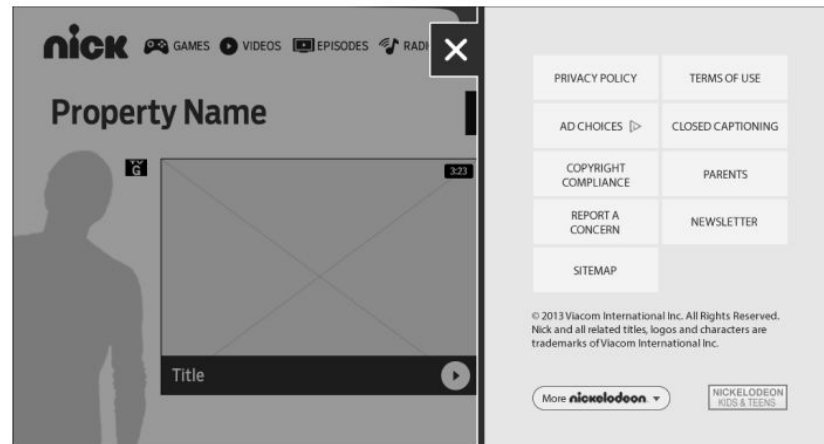 nick GAMES VIDEOS EPISODES
Property Name
TV
G
3:23
Title
PRIVACY POLICY
TERMS OF USE
AD CHOICES
CLOSED CAPTIONING
COPYRIGHT
COMPLIANCE
PARENTS
REPORT A
CONCERN
NEWSLETTER
SITEMAP
© 2013 Viacom International Inc. All Rights Reserved.
Nick and all related titles, logos and characters are
trademarks of Viacom International Inc.
More nickelodeon
NICKELODEON
KIDS & TEENS